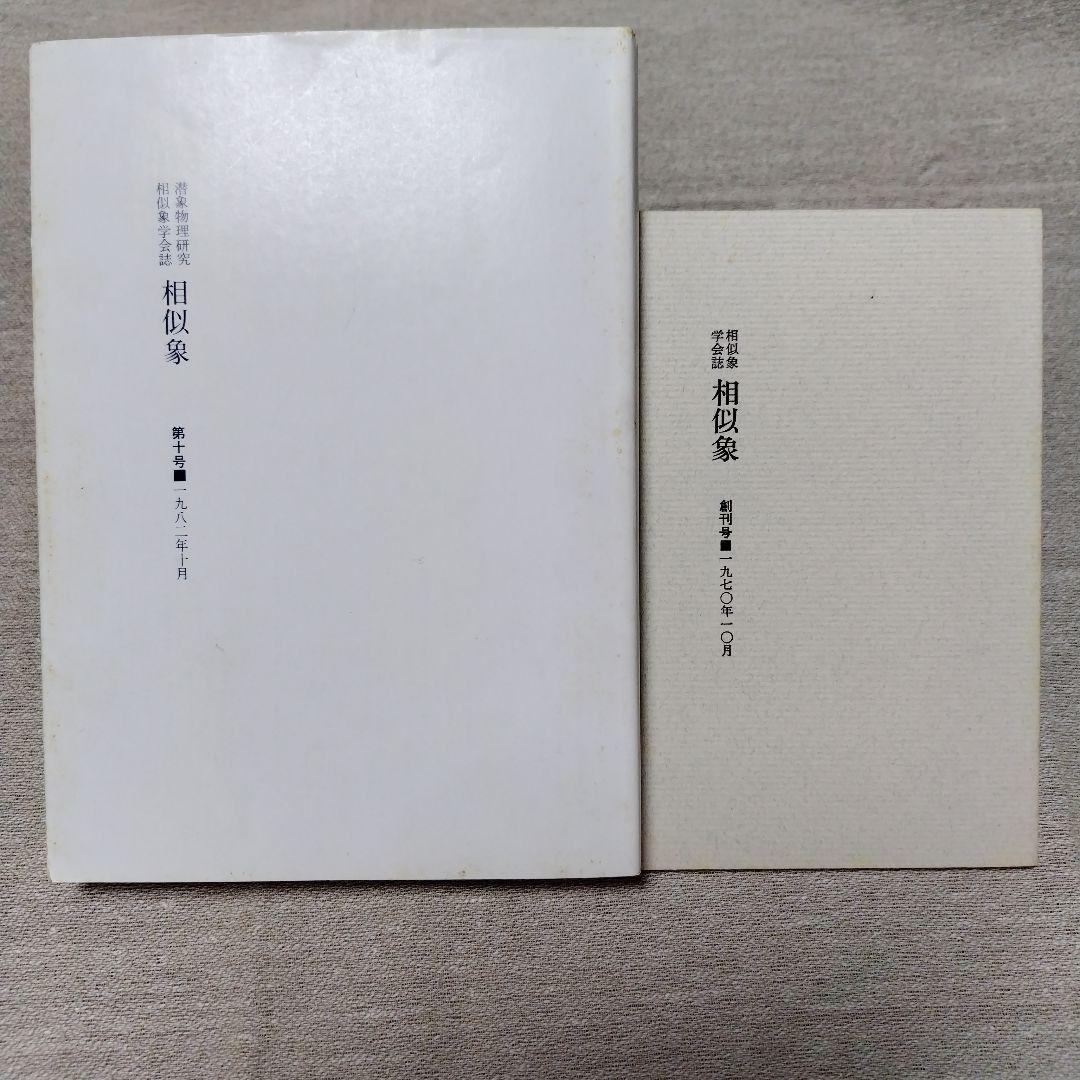 潜象物理研究
相似象学会誌
相似象
第十号■一九八二年十月
相似象
学会誌
相似象
創刊号■一九七〇年一〇月